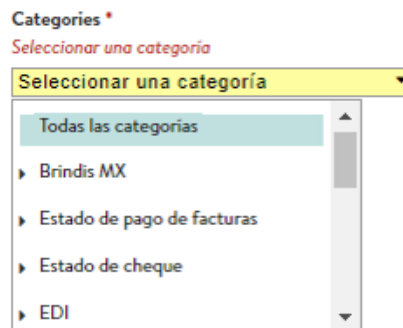 Categories *
Seleccionar una categoría
Seleccionar una categoría
Todas las categorias
Brindis MX
Estado de pago de facturas
Estado de cheque
EDI